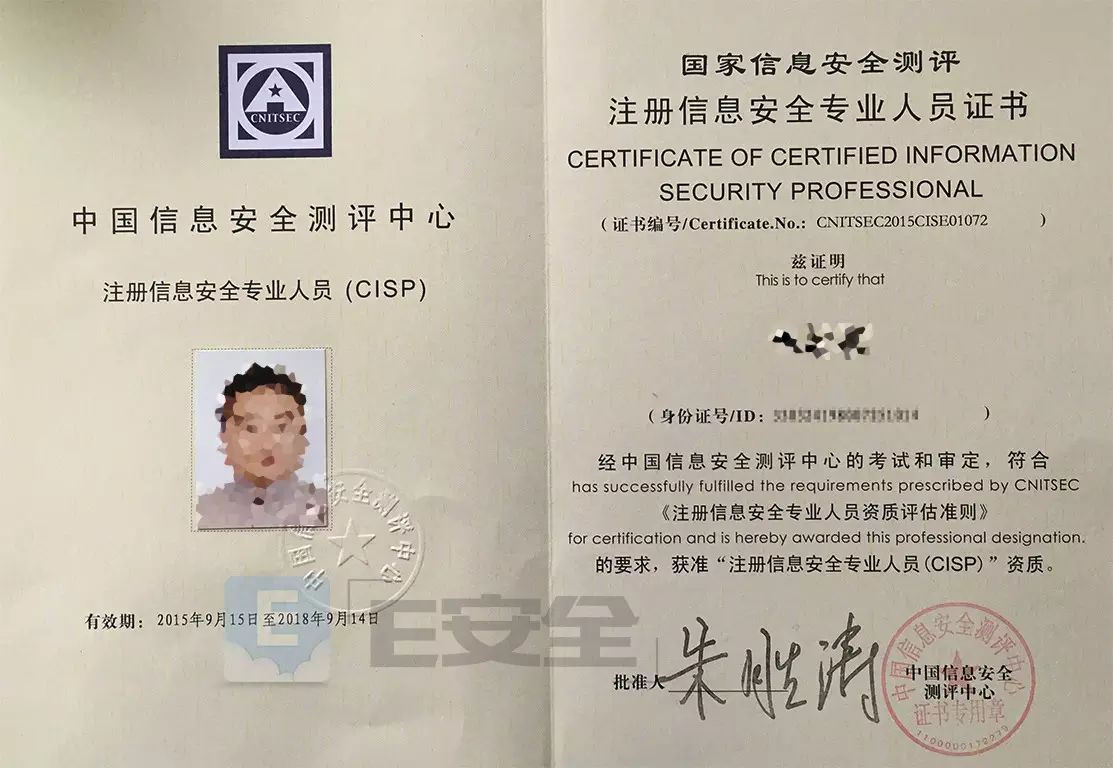 CNITSEC
中国信息安全测评中心
注册信息安全专业人员 (CISP)
中国信息安全测评中心
有效期：2015年9月15日至2018年9月14日
E
E安全
国家信息安全测评
注册信息安全专业人员证书
CERTIFICATE OF CERTIFIED INFORMATION
SECURITY PROFESSIONAL
（证书编号/Certificate.No.：CNITSEC2015CISE01072）
兹证明
This is to certify that
（身份证号/ID：）
经中国信息安全测评中心的考试和审定，符合
has successfully fulfilled the requirements prescribed by CNITSEC
《注册信息安全专业人员资质评估准则》
for certification and is hereby awarded this professional designation.
的要求，获准“注册信息安全专业人员(CISP)”资质。
批准人 朱胜涛
中国信息安全
测评中心
中国信息安全测评中心
证书专用章